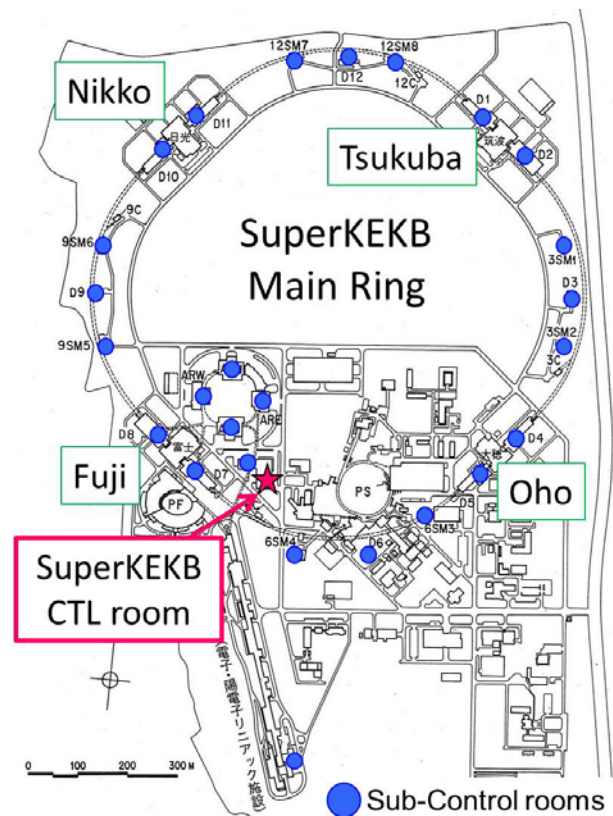 12SM7
12SM8
D12
12C
Nikko
D11
日光
D10
D1
筑波
D2
Tsukuba
9C
9SM6
D9
9SM5
SuperKEKB
Main Ring
3SM1
D3
3SM2
3C
ARW
ARE
D8
富士
D7
Fuji
PF
PS
D4
大穂
D5
Oho
6SM3
6SM4
D6
SuperKEKB
CTL room
(電子・陽電子リニアック施設)
0 50 100 200 300 M
Sub-Control rooms